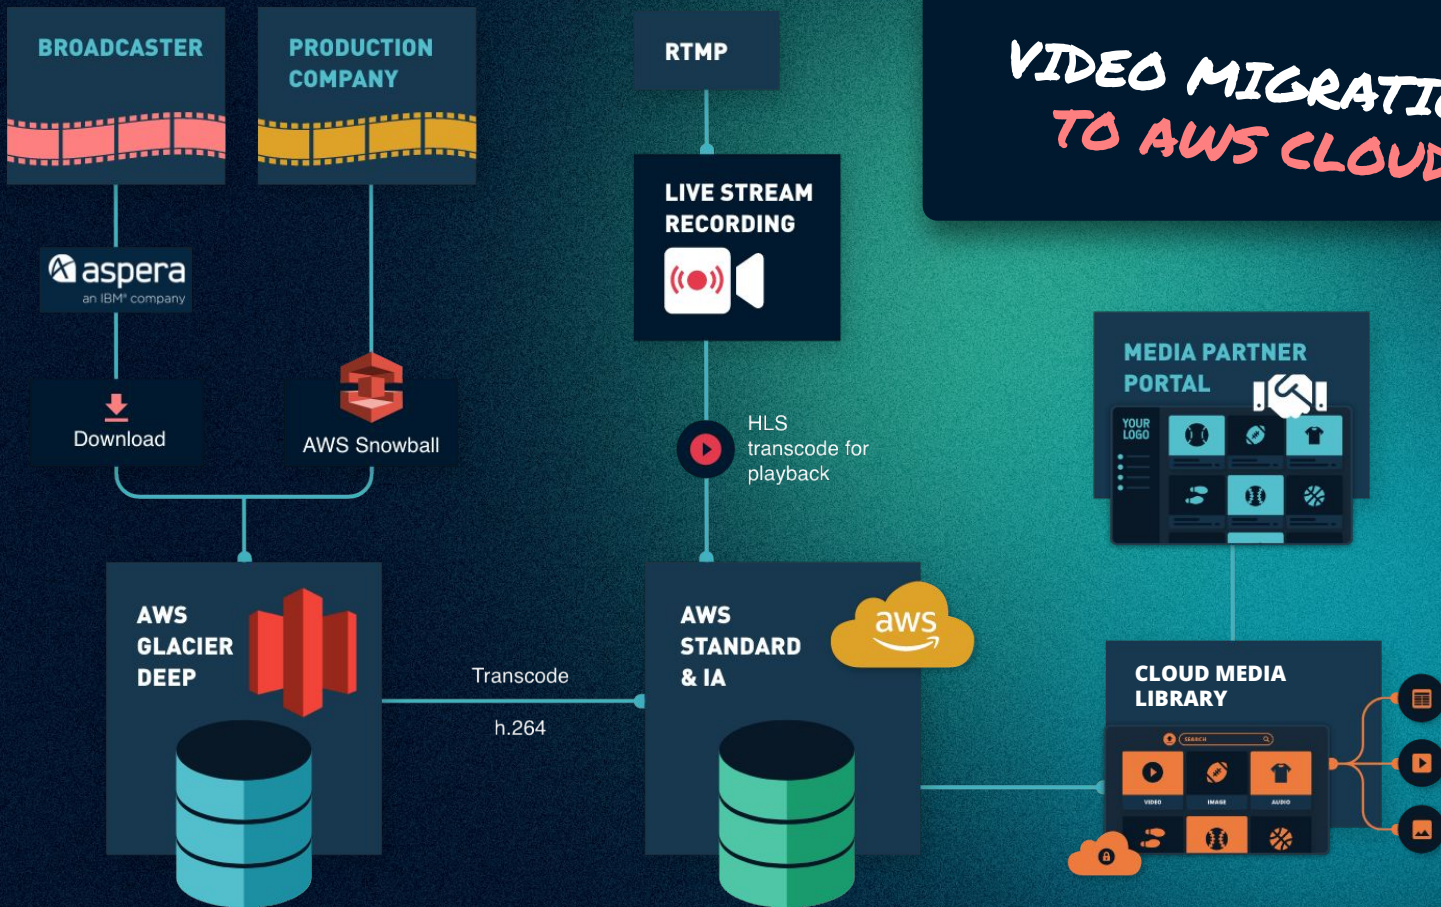 BROADCASTER
PRODUCTION
COMPANY
RTMP
VIDEO MIGRATIO
TO AWS CLOUD
aspera
an IBM® company
LIVE STREAM
RECORDING
Download
AWS Snowball
HLS
transcode for
playback
MEDIA PARTNER
PORTAL
YOUR
LOGO
AWS
GLACIER
DEEP
Transcode
h.264
AWS
STANDARD
& IA
aws
CLOUD MEDIA
LIBRARY
SEARCH
VIDEO
IMAGE
AUDIO